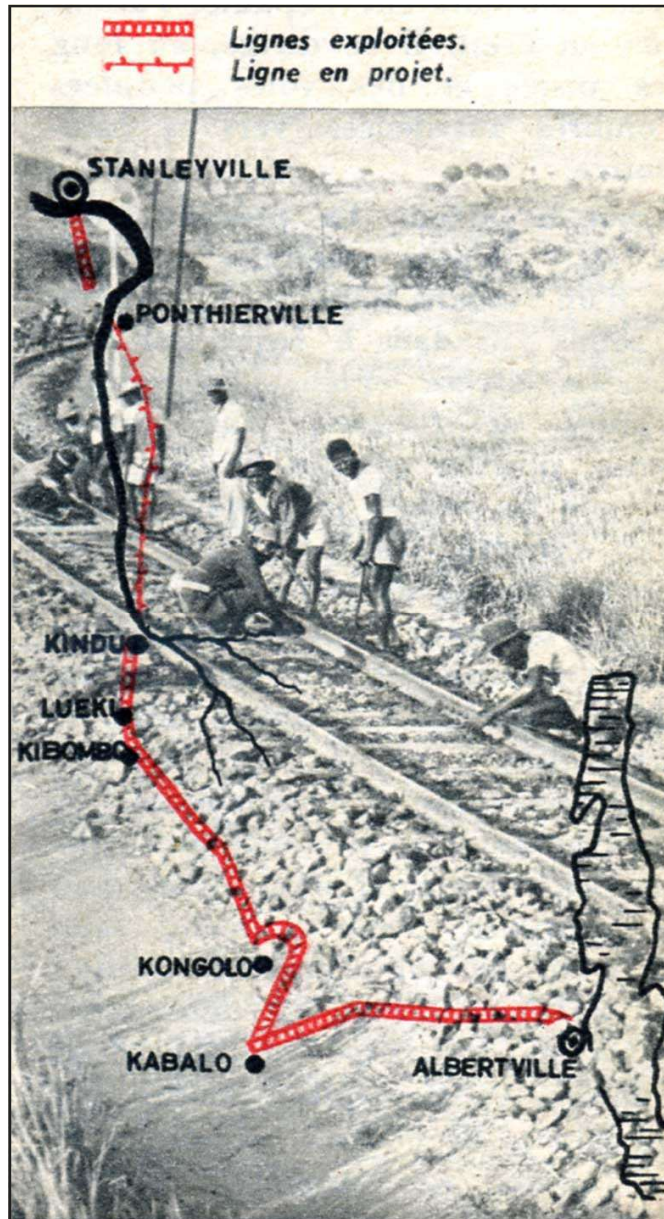 Lignes exploitées.
Ligne en projet.
STANLEYVILLE
PONTHIERVILLE
KINDU
LUEKI
KIBOMBO
KONGOLO
KABALO
ALBERTVILLE